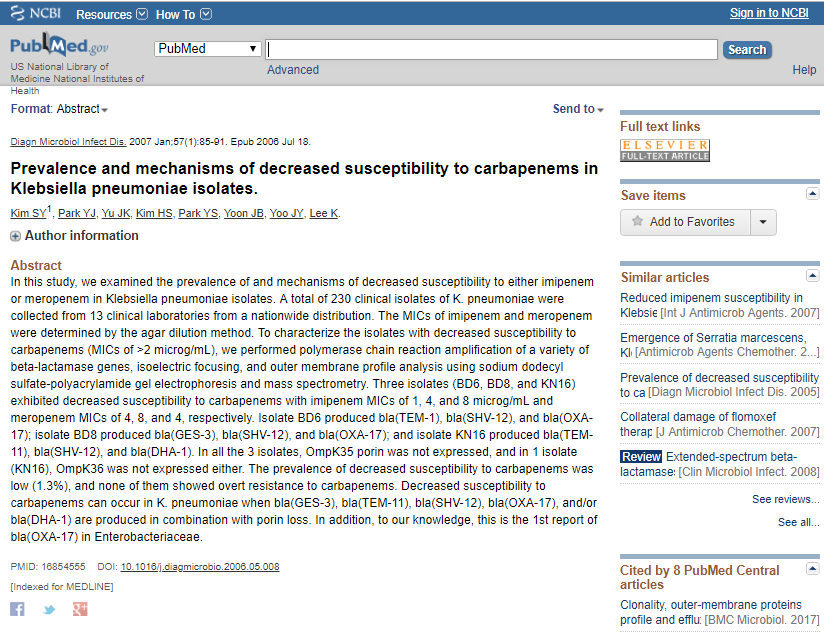 NCBI Resources How To Sign in to NCBI
PubMed.gov
US National Library of
Medicine National Institutes of
Health
PubMed
Search
Advanced
Help
Format: Abstract
Send to
Diagn Microbiol Infect Dis. 2007 Jan;57(1):85-91. Epub 2006 Jul 18.
Prevalence and mechanisms of decreased susceptibility to carbapenems in
Klebsiella pneumoniae isolates.
Kim SY1, Park YJ, Yu JK, Kim HS, Park YS, Yoon JB, Yoo JY, Lee K.
Author information
Abstract
In this study, we examined the prevalence of and mechanisms of decreased susceptibility to either imipenem
or meropenem in Klebsiella pneumoniae isolates. A total of 230 clinical isolates of K. pneumoniae were
collected from 13 clinical laboratories from a nationwide distribution. The MICs of imipenem and meropenem
were determined by the agar dilution method. To characterize the isolates with decreased susceptibility to
carbapenems (MICs of >2 microg/mL), we performed polymerase chain reaction amplification of a variety of
beta-lactamase genes, isoelectric focusing, and outer membrane profile analysis using sodium dodecyl
sulfate-polyacrylamide gel electrophoresis and mass spectrometry. Three isolates (BD6, BD8, and KN16)
exhibited decreased susceptibility to carbapenems with imipenem MICs of 1, 4, and 8 microg/mL and
meropenem MICs of 4, 8, and 4, respectively. Isolate BD6 produced bla(TEM-1), bla(SHV-12), and bla(OXA-
17); isolate BD8 produced bla(GES-3), bla(SHV-12), and bla(OXA-17); and isolate KN16 produced bla(TEM-
11), bla(SHV-12), and bla(DHA-1). In all the 3 isolates, OmpK35 porin was not expressed, and in 1 isolate
(KN16), OmpK36 was not expressed either. The prevalence of decreased susceptibility to carbapenems was
low (1.3%), and none of them showed overt resistance to carbapenems. Decreased susceptibility to
carbapenems can occur in K. pneumoniae when bla(GES-3), bla(TEM-11), bla(SHV-12), bla(OXA-17), and/or
bla(DHA-1) are produced in combination with porin loss. In addition, to our knowledge, this is the 1st report of
bla(OXA-17) in Enterobacteriaceae.
PMID: 16854555 DOI: 10.1016/j.diagmicrobio.2006.05.008
[Indexed for MEDLINE]
Full text links
ELSEVIER
FULL-TEXT ARTICLE
Save items
Add to Favorites
Similar articles
Reduced imipenem susceptibility in
Klebsie [Int J Antimicrob Agents. 2007]
Emergence of Serratia marcescens,
Kl [Antimicrob Agents Chemother. 2...]
Prevalence of decreased susceptibility
to ca [Diagn Microbiol Infect Dis. 2005]
Collateral damage of flomoxef
therap [J Antimicrob Chemother. 2007]
Review Extended-spectrum beta-
lactamase: [Clin Microbiol Infect. 2008]
See reviews...
See all...
Cited by 8 PubMed Central
articles
Clonality, outer-membrane proteins
profile and efflu [BMC Microbiol. 2017]